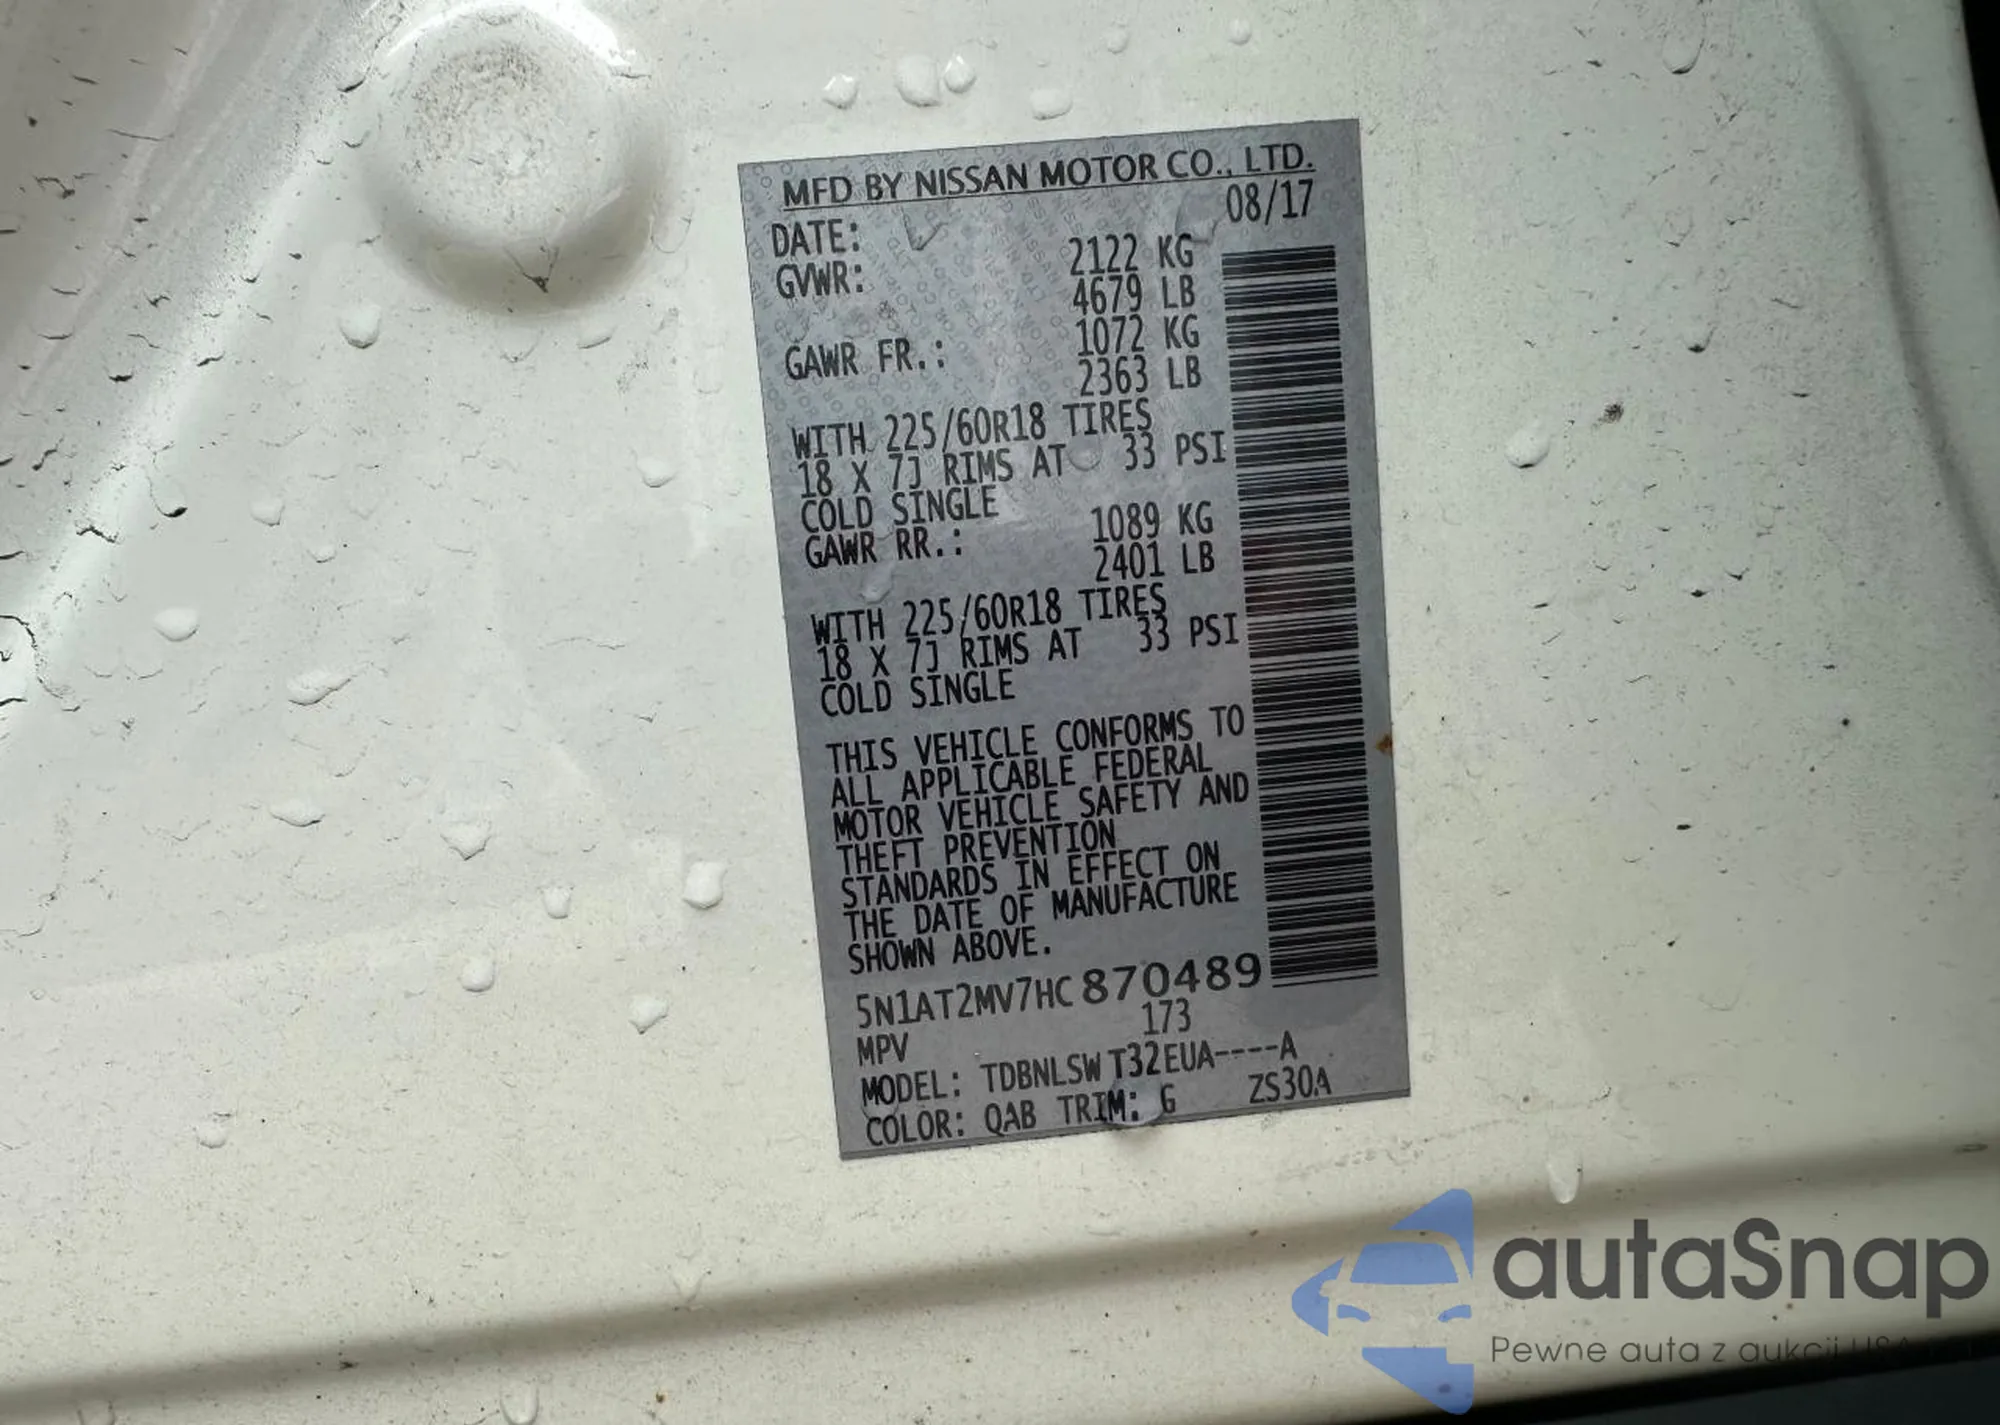 MFD BY NISSAN MOTOR CO., LTD.
DATE: 08/17
GVWR: 2122 KG
4679 LB
GAWR FR.: 1072 KG
2363 LB
WITH 225/60R18 TIRES
18 X 7J RIMS AT 33 PSI
COLD SINGLE
GAWR RR.: 1089 KG
2401 LB
WITH 225/60R18 TIRES
18 X 7J RIMS AT 33 PSI
COLD SINGLE
THIS VEHICLE CONFORMS TO
ALL APPLICABLE FEDERAL
MOTOR VEHICLE SAFETY AND
THEFT PREVENTION
STANDARDS IN EFFECT ON
THE DATE OF MANUFACTURE
SHOWN ABOVE.
5N1AT2MV7HC870489
MPV 173
MODEL: TDBNLSW T32EUA----A
COLOR: QAB TRIM: G ZS30A
autaSnap
Pewne auta z aukcji USA